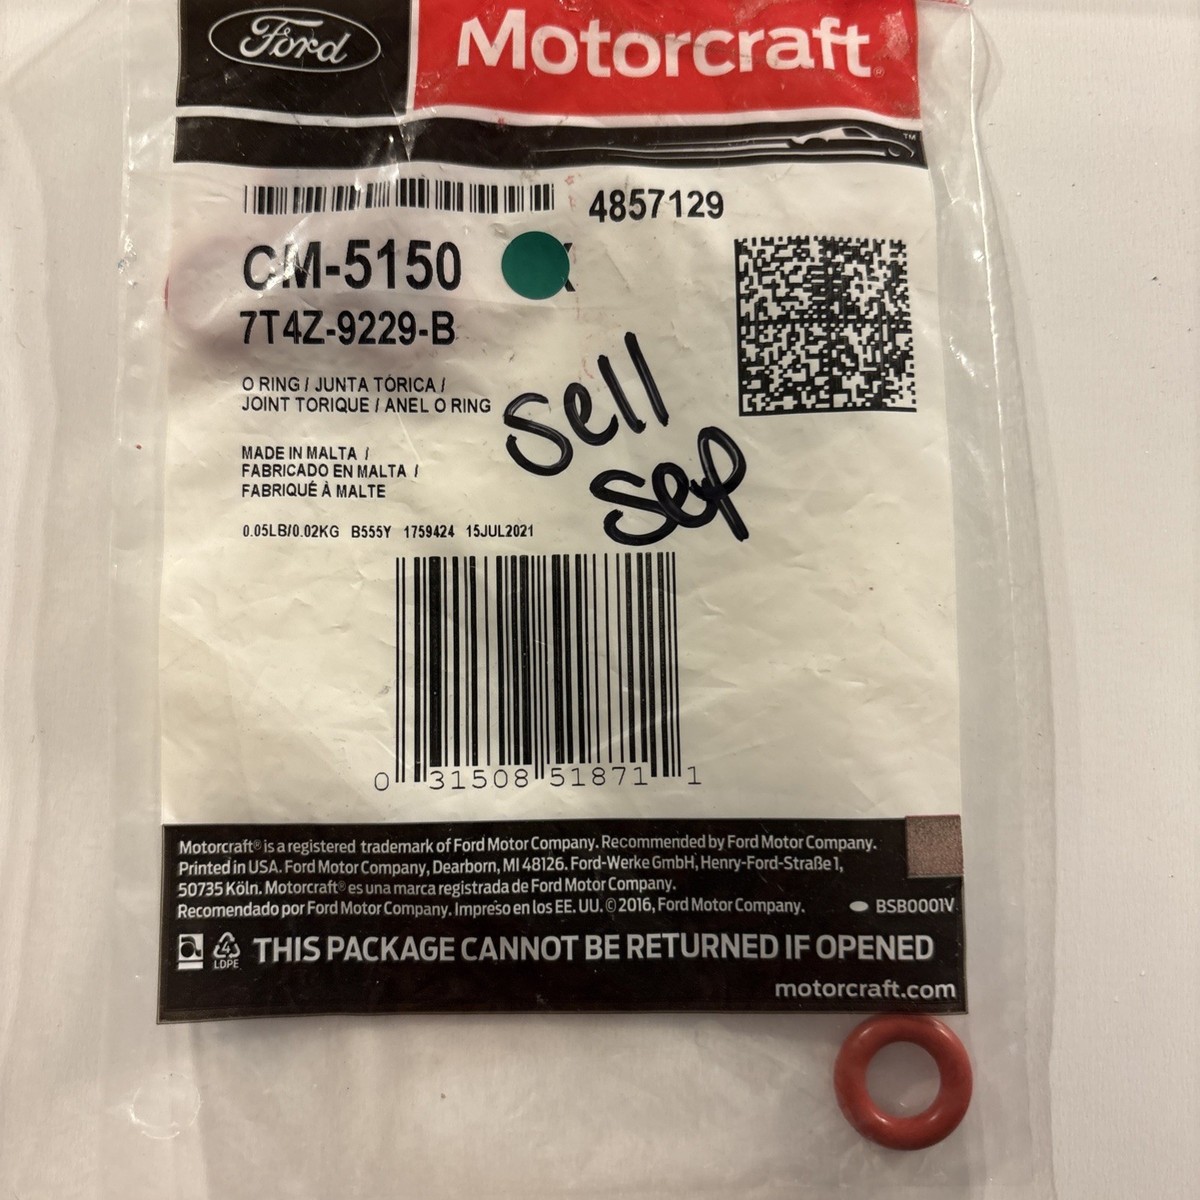 Ford
Motorcraft®
™
4857129
CM-5150
7T4Z-9229-B
O RING / JUNTA TÓRICA /
JOINT TORIQUE / ANEL O RING
Sell
Sep
MADE IN MALTA /
FABRICADO EN MALTA /
FABRIQUÉ À MALTE
0.05LB/0.02KG B555Y 1759424 15JUL2021
0 31508 51871 1
Motorcraft® is a registered trademark of Ford Motor Company. Recommended by Ford Motor Company.
Printed in USA. Ford Motor Company, Dearborn, MI 48126. Ford-Werke GmbH, Henry-Ford-Straße 1,
50735 Köln. Motorcraft® es una marca registrada de Ford Motor Company.
Recomendado por Ford Motor Company. Impreso en los EE. UU. © 2016, Ford Motor Company.
BSB0001V
4
LDPE
THIS PACKAGE CANNOT BE RETURNED IF OPENED
motorcraft.com